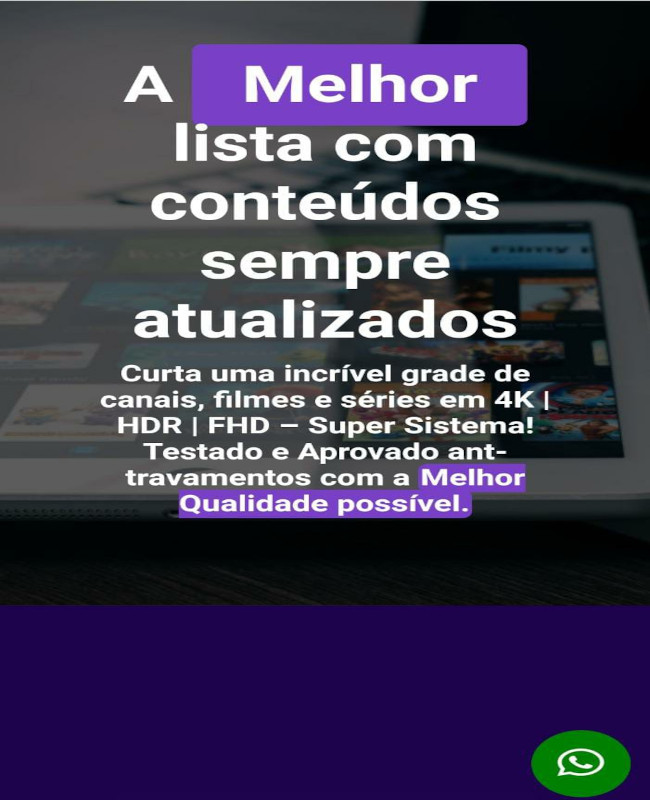 A Melhor
lista com
conteúdos
sempre
atualizados
Curta uma incrível grade de
canais, filmes e séries em 4K |
HDR | FHD – Super Sistema!
Testado e Aprovado ant-
travamentos com a Melhor
Qualidade possível.